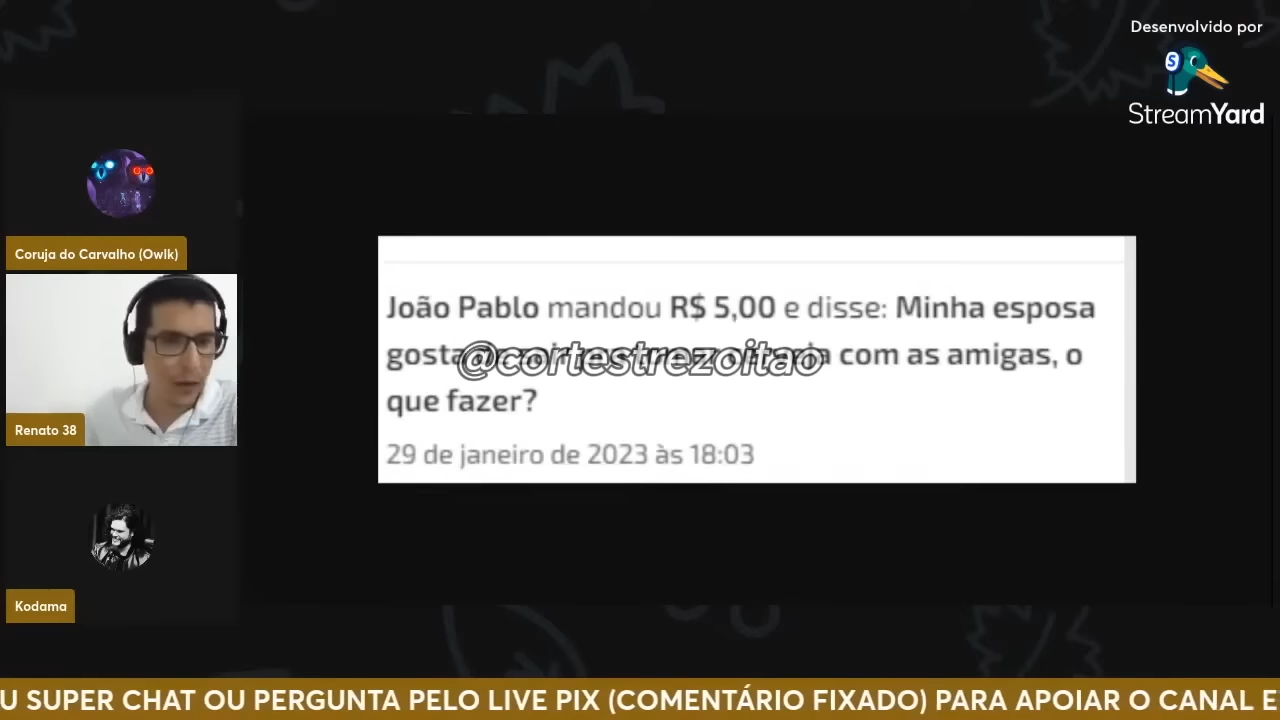 Desenvolvido por
StreamYard
Coruja do Carvalho (Owlk)
Renato 38
Kodama
João Pablo mandou R$ 5,00 e disse: Minha esposa
gosta com as amigas, o
@cortestrezoitao
que fazer?
29 de janeiro de 2023 às 18:03
U SUPER CHAT OU PERGUNTA PELO LIVE PIX (COMENTÁRIO FIXADO) PARA APOIAR O CANAL E